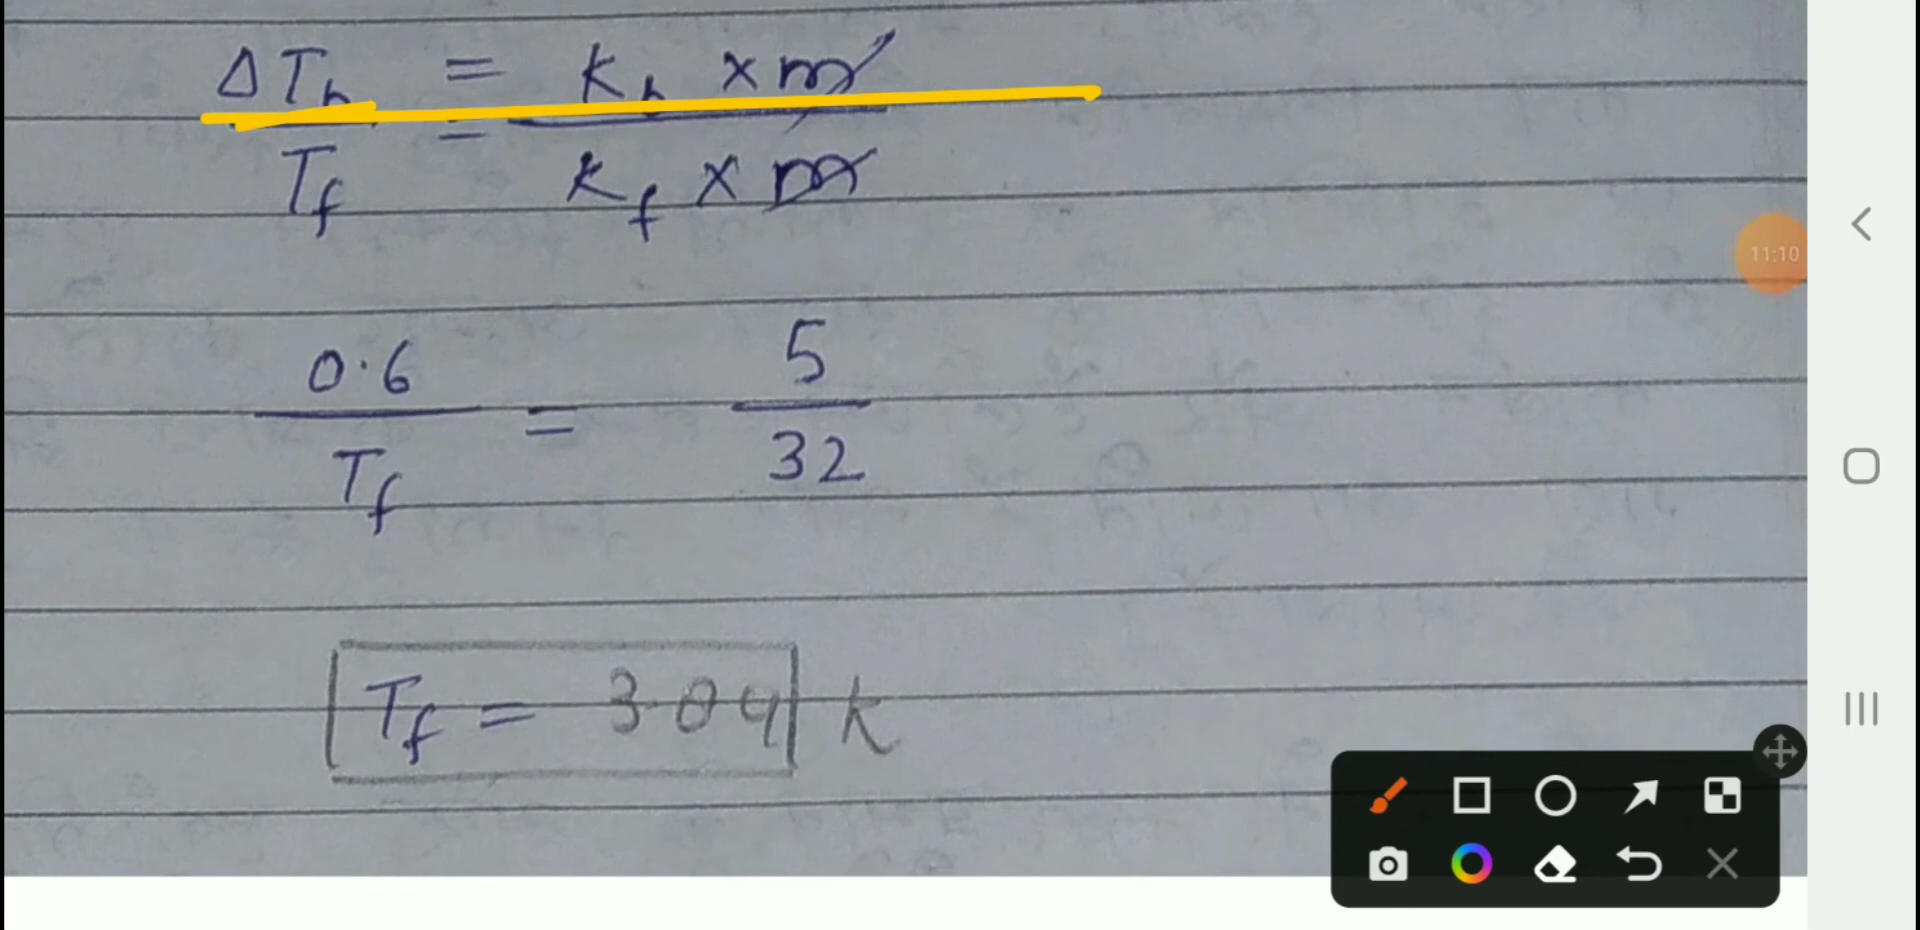 ΔTb = Kb × m
Tf = Kf × m
11:10
0.6 = 5
Tf 32
Tf = 3.84 K